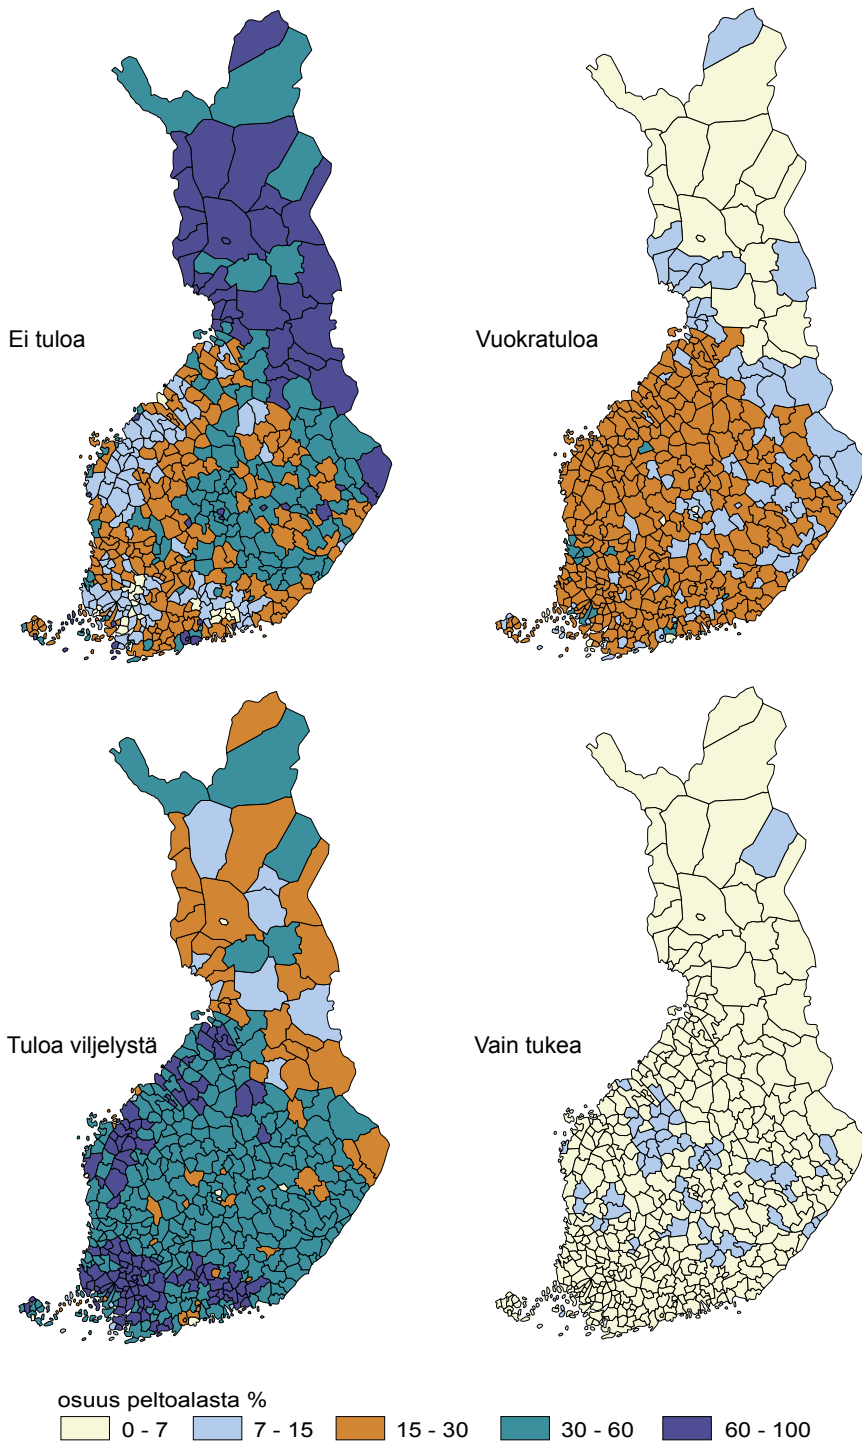 Ei tuloa
Vuokratuloa
Tuloa viljelystä
Vain tukea
osuus peltoalasta %
0 - 7
7 - 15
15 - 30
30 - 60
60 - 100